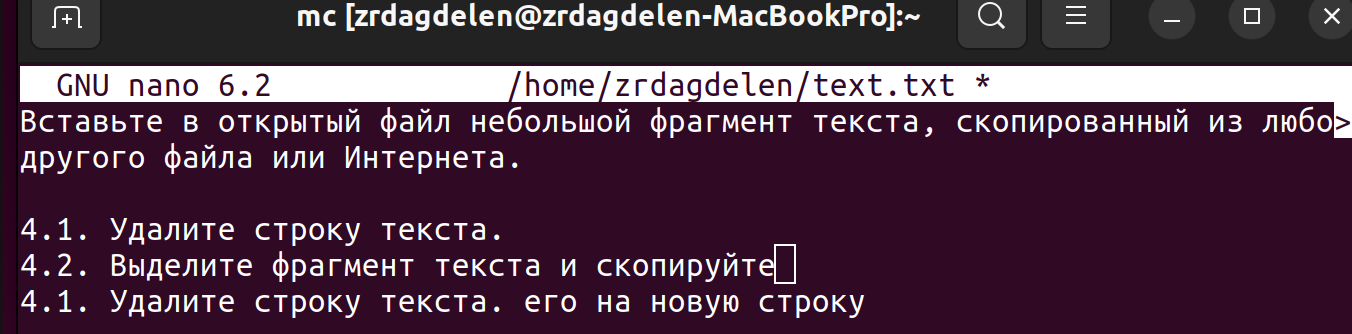 mc [zrdagdelen@zrdagdelen-MacBookPro]:~
GNU nano 6.2 /home/zrdagdelen/text.txt *
Вставьте в открытый файл небольшой фрагмент текста, скопированный из любо>
другого файла или Интернета.
4.1. Удалите строку текста.
4.2. Выделите фрагмент текста и скопируйте
4.1. Удалите строку текста. его на новую строку